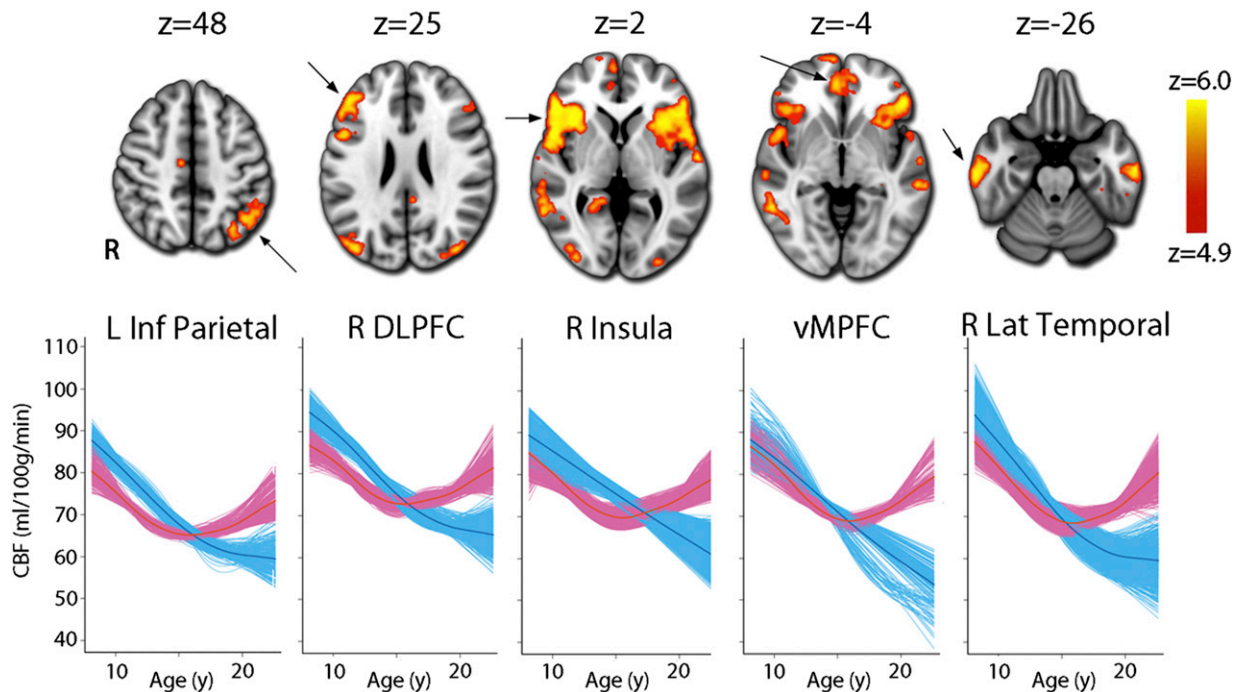 z=48 z=25 z=2 z=-4 z=-26
z=6.0
R
z=4.9
L Inf Parietal R DLPFC R Insula vMPFC R Lat Temporal
CBF (ml/100g/min)
110
100
90
80
70
60
50
40
10 20 10 20 10 20 10 20 10 20
Age (y) Age (y) Age (y) Age (y) Age (y)